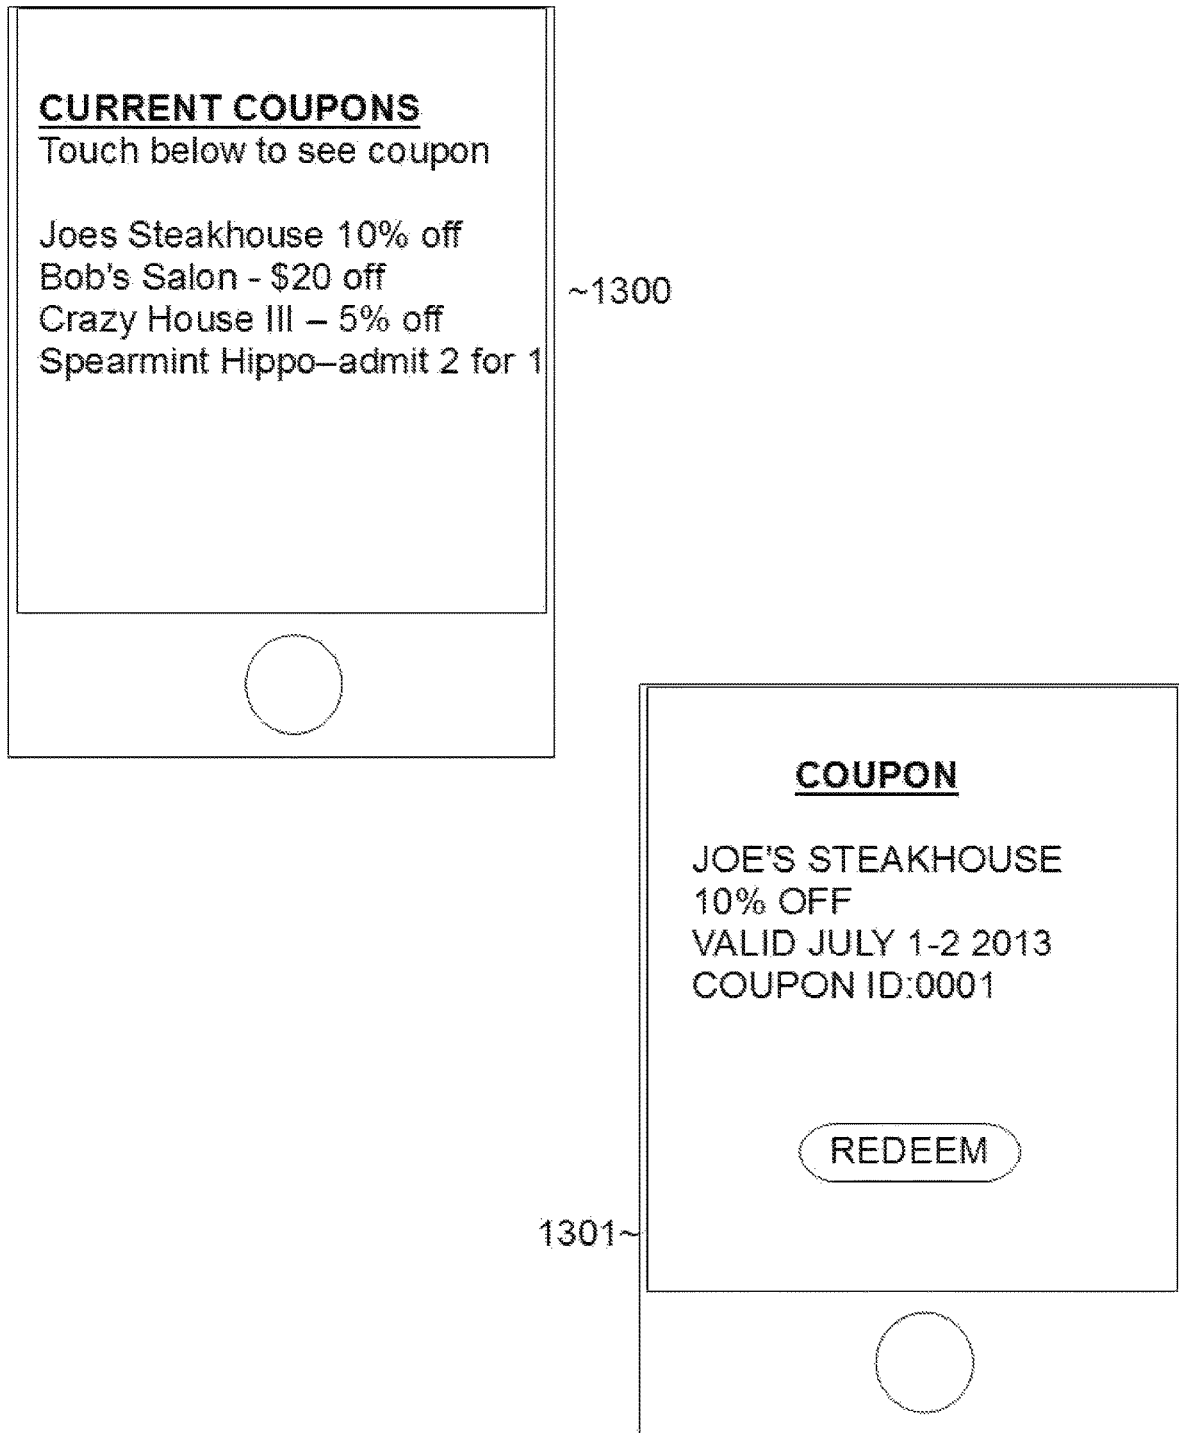 CURRENT COUPONS
Touch below to see coupon
Joes Steakhouse 10% off
Bob's Salon - $20 off
Crazy House III – 5% off
Spearmint Hippo–admit 2 for 1
~1300
COUPON
JOE'S STEAKHOUSE
10% OFF
VALID JULY 1-2 2013
COUPON ID:0001
REDEEM
1301~